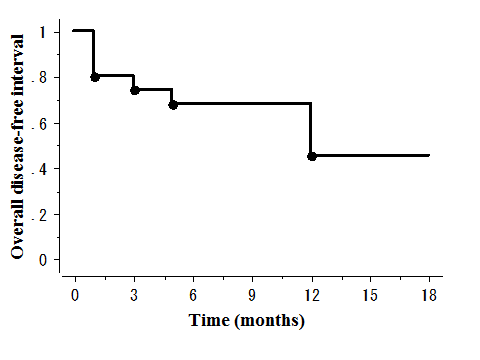 Overall disease-free interval
1
.8
.6
.4
.2
0
0 3 6 9 12 15 18
Time (months)